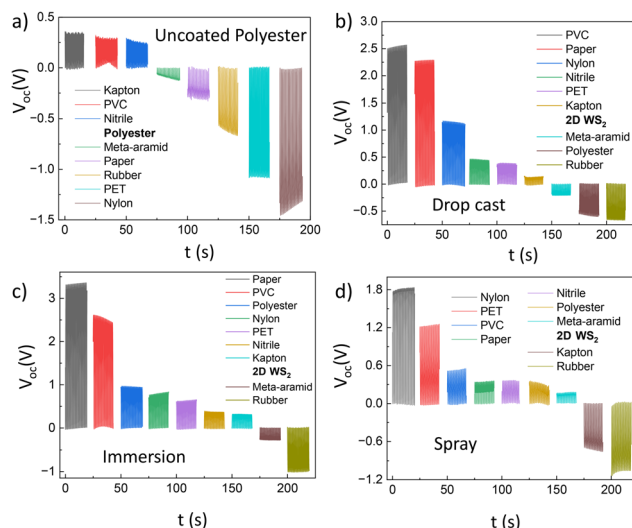 a)
Uncoated Polyester
0.5
0.0
−0.5
−1.0
−1.5
V_oc(V)
Kapton
PVC
Nitrile
Polyester
Meta-aramid
Paper
Rubber
PET
Nylon
0 50 100 150 200
t (s)
b)
3.0
2.5
2.0
1.5
1.0
0.5
0.0
−0.5
V_oc(V)
PVC
Paper
Nylon
Nitrile
PET
Kapton
2D WS₂
Meta-aramid
Polyester
Rubber
Drop cast
0 50 100 150 200
t (s)
c)
3
2
1
0
−1
V_oc(V)
Paper
PVC
Polyester
Nylon
PET
Nitrile
Kapton
2D WS₂
Meta-aramid
Rubber
Immersion
0 50 100 150 200
t (s)
d)
1.8
1.2
0.6
0.0
−0.6
−1.2
V_oc(V)
Nylon
PET
PVC
Paper
Nitrile
Polyester
Meta-aramid
2D WS₂
Kapton
Rubber
Spray
0 50 100 150 200
t (s)